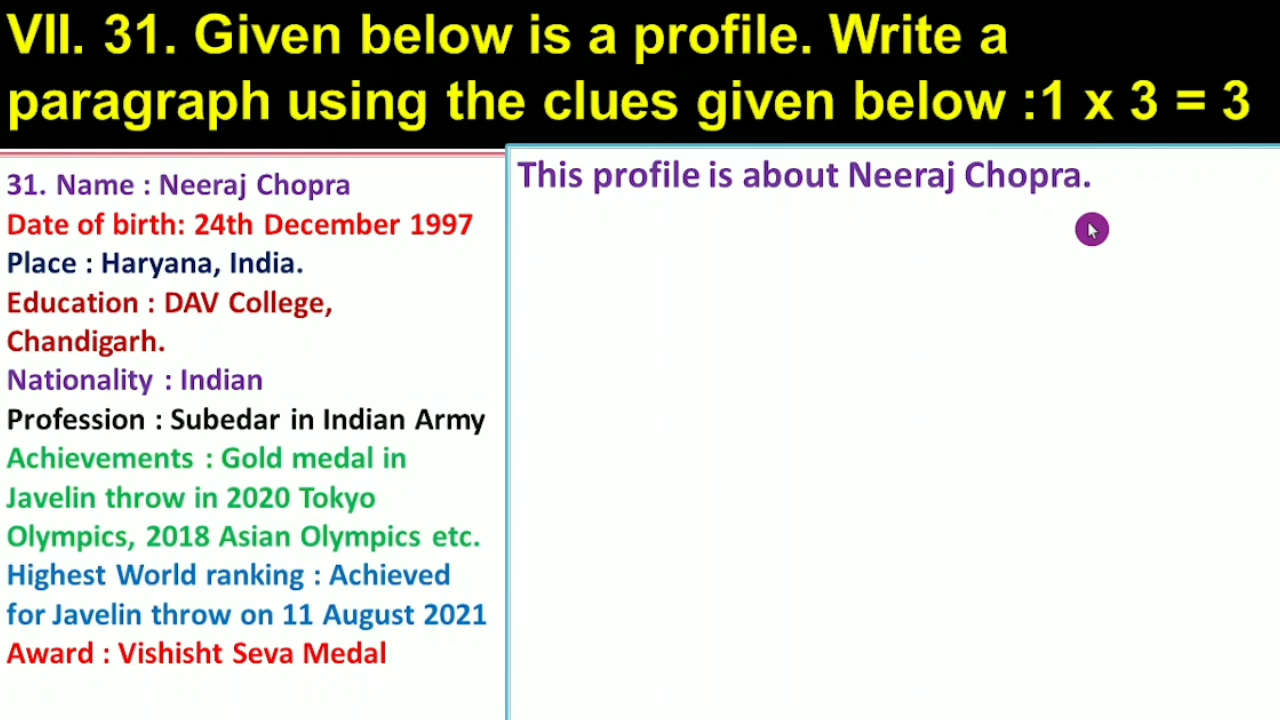 VII. 31. Given below is a profile. Write a
paragraph using the clues given below :1 x 3 = 3
31. Name : Neeraj Chopra
Date of birth: 24th December 1997
Place : Haryana, India.
Education : DAV College,
Chandigarh.
Nationality : Indian
Profession : Subedar in Indian Army
Achievements : Gold medal in
Javelin throw in 2020 Tokyo
Olympics, 2018 Asian Olympics etc.
Highest World ranking : Achieved
for Javelin throw on 11 August 2021
Award : Vishisht Seva Medal
This profile is about Neeraj Chopra.